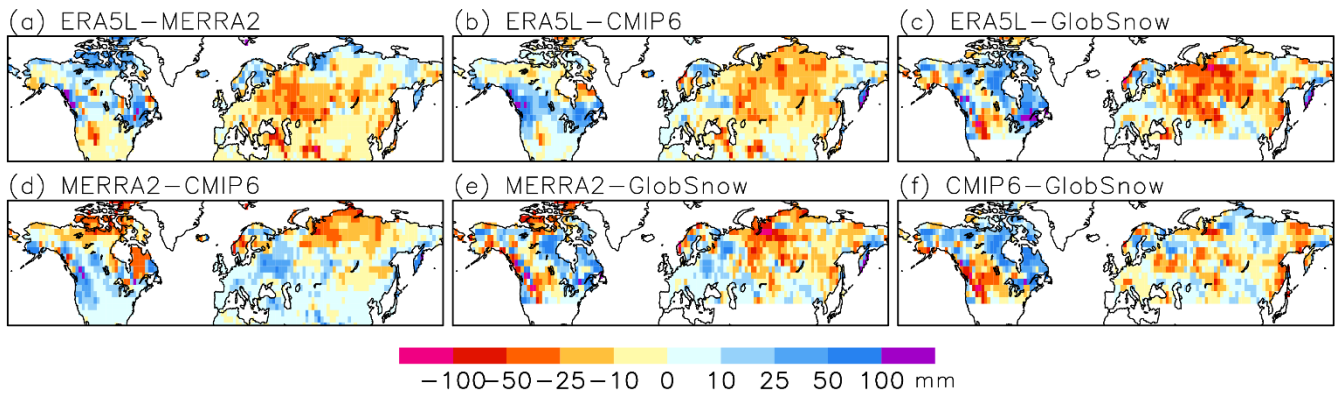 (a) ERA5L−MERRA2
(b) ERA5L−CMIP6
(c) ERA5L−GlobSnow
(d) MERRA2−CMIP6
(e) MERRA2−GlobSnow
(f) CMIP6−GlobSnow
−100 −50 −25 −10 0 10 25 50 100 mm